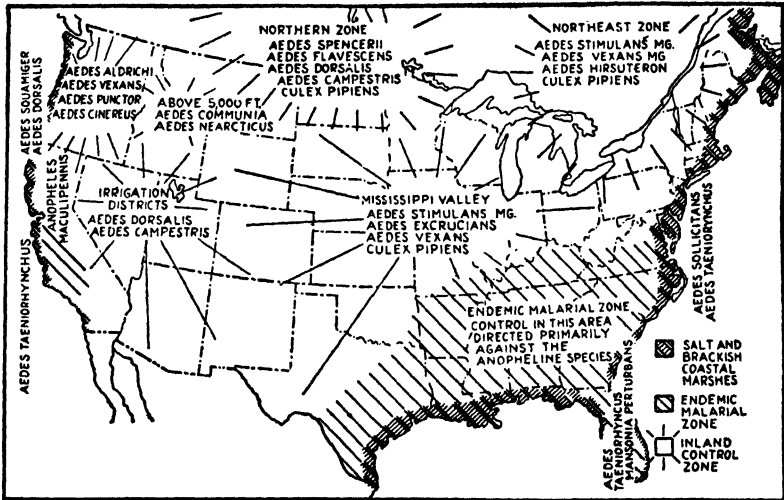 NORTHERN ZONE
AEDES SPENCERII
AEDES FLAVESCENS
AEDES DORSALIS
AEDES CAMPESTRIS
CULEX PIPIENS
NORTHEAST ZONE
AEDES STIMULANS MG.
AEDES VEXANS MG
AEDES HIRSUTERON
CULEX PIPIENS
AEDES ALDRICHI
AEDES VEXANS
AEDES PUNCTOR
AEDES CINEREUS
ABOVE 5,000 FT.
AEDES COMMUNIA
AEDES NEARCTICUS
AEDES SQUAMIGER
AEDES DORSALIS
ANOPHELES
MACULIPENNIS
IRRIGATION
DISTRICTS
AEDES DORSALIS
AEDES CAMPESTRIS
AEDES TAENIORHYNCHUS
MISSISSIPPI VALLEY
AEDES STIMULANS MG.
AEDES EXCRUCIANS
AEDES VEXANS
CULEX PIPIENS
AEDES SOLLICITANS
AEDES TAENIORYNCHUS
ENDEMIC MALARIAL ZONE
CONTROL IN THIS AREA
DIRECTED PRIMARILY
AGAINST THE
ANOPHELINE SPECIES
AEDES
TAENIORHYNCUS
MANSONIA PERTURBANS
SALT AND
BRACKISH
COASTAL
MARSHES
ENDEMIC
MALARIAL
ZONE
INLAND
CONTROL
ZONE